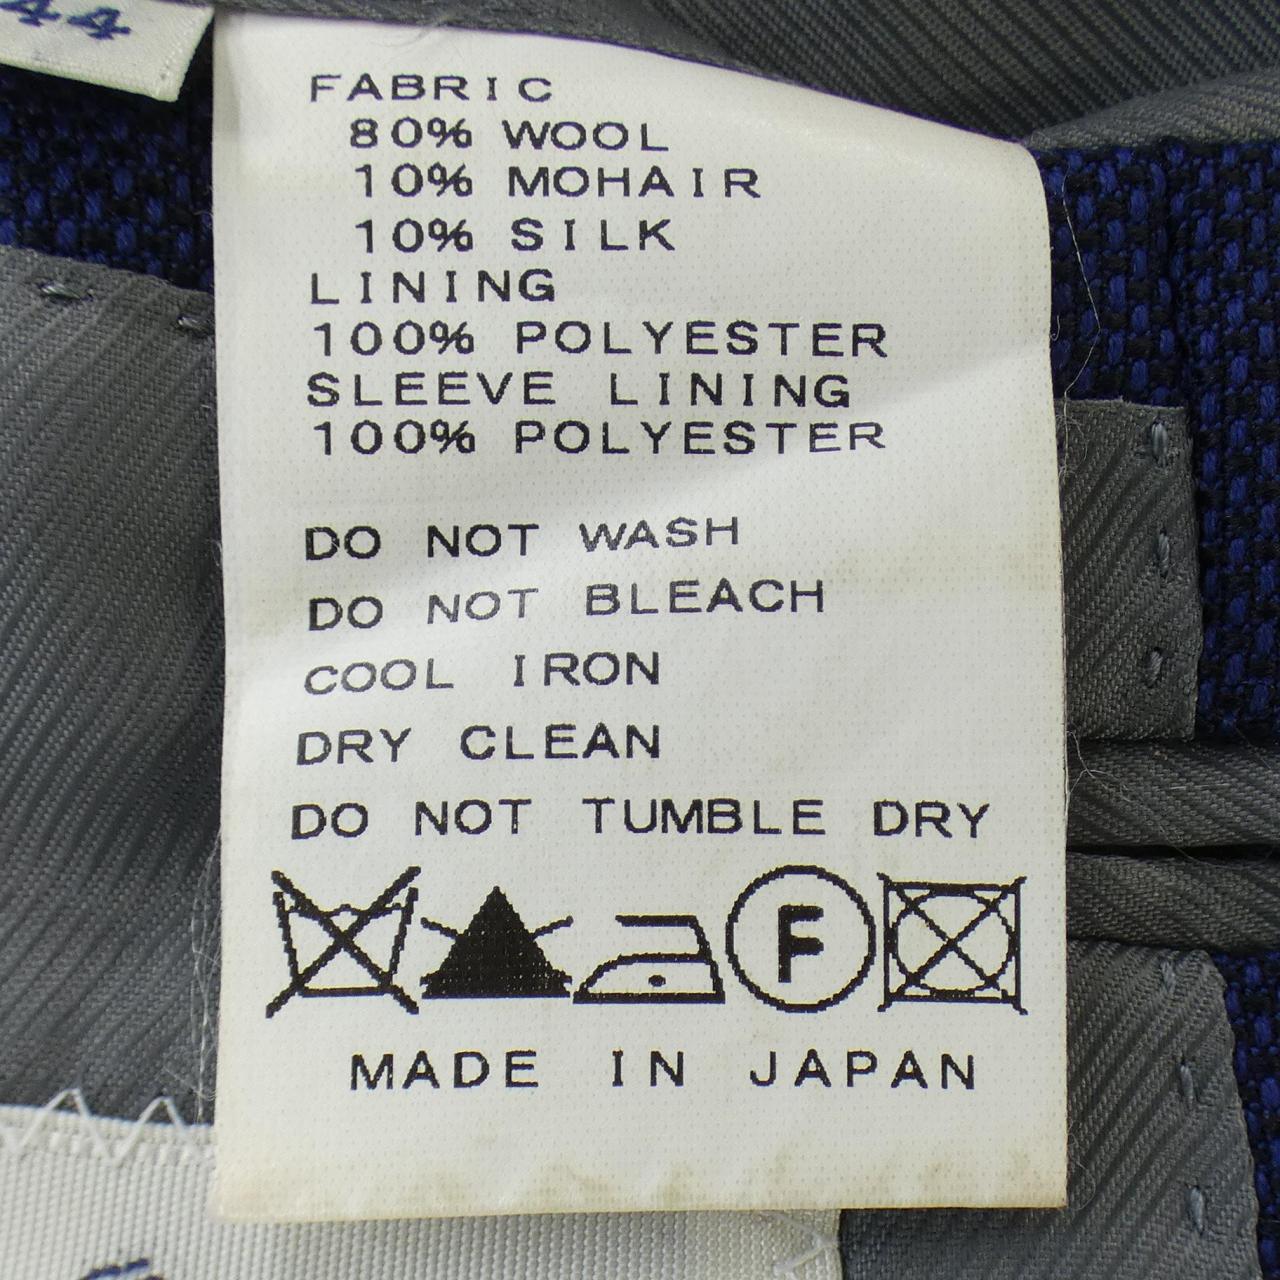 44
FABRIC
80% WOOL
10% MOHAIR
10% SILK
LINING
100% POLYESTER
SLEEVE LINING
100% POLYESTER
DO NOT WASH
DO NOT BLEACH
COOL IRON
DRY CLEAN
DO NOT TUMBLE DRY
F
MADE IN JAPAN